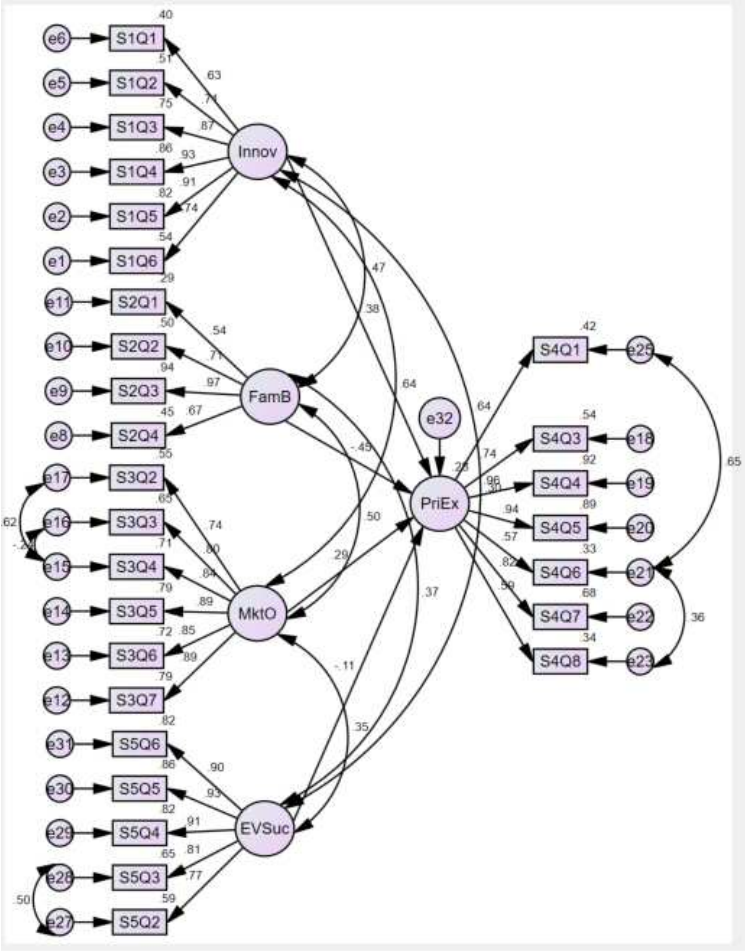 .40
e6 S1Q1
.63
.51
e5 S1Q2
.71
.75
e4 S1Q3
.87
.86
Innov
e3 S1Q4
.93
.82 .91
e2 S1Q5
.74
.54
e1 S1Q6
.29
.47
e11 S2Q1
.38
.50
.54
.42
e10 S2Q2
.71
S4Q1 e25
.94
e9 S2Q3
.97
FamB
.64
.64
.45 .67
e8 S2Q4
e32
.54
.55
-.45
.74
S4Q3 e18
.65
e17 S3Q2
.65
.96
.92
S4Q4 e19
.62
e16 S3Q3
.74
.50
PriEx
.94
.89
S4Q5 e20
.71
.80
.29
.57
.33
e15 S3Q4
.84
.82
S4Q6 e21
.79
.37
.59
.68
e14 S3Q5
.89
MktO
S4Q7 e22
.36
.72 .85
.34
e13 S3Q6
.89
-.11
S4Q8 e23
.79
e12 S3Q7
.82
.35
e31 S5Q6
.90
.86
e30 S5Q5
.93
.82
EVSuc
e29 S5Q4
.91
.65 .81
e28 S5Q3
.77
.50
.59
e27 S5Q2